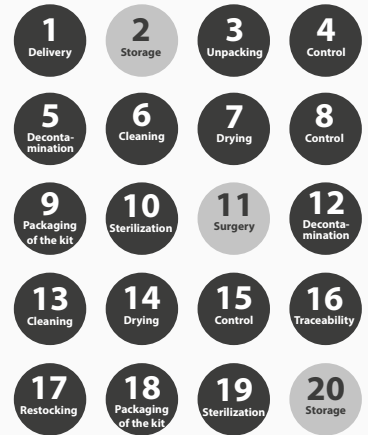 1
Delivery
2
Storage
3
Unpacking
4
Control
5
Deconta-
mination
6
Cleaning
7
Drying
8
Control
9
Packaging
of the kit
10
Sterilization
11
Surgery
12
Deconta-
mination
13
Cleaning
14
Drying
15
Control
16
Traceability
17
Restocking
18
Packaging
of the kit
19
Sterilization
20
Storage